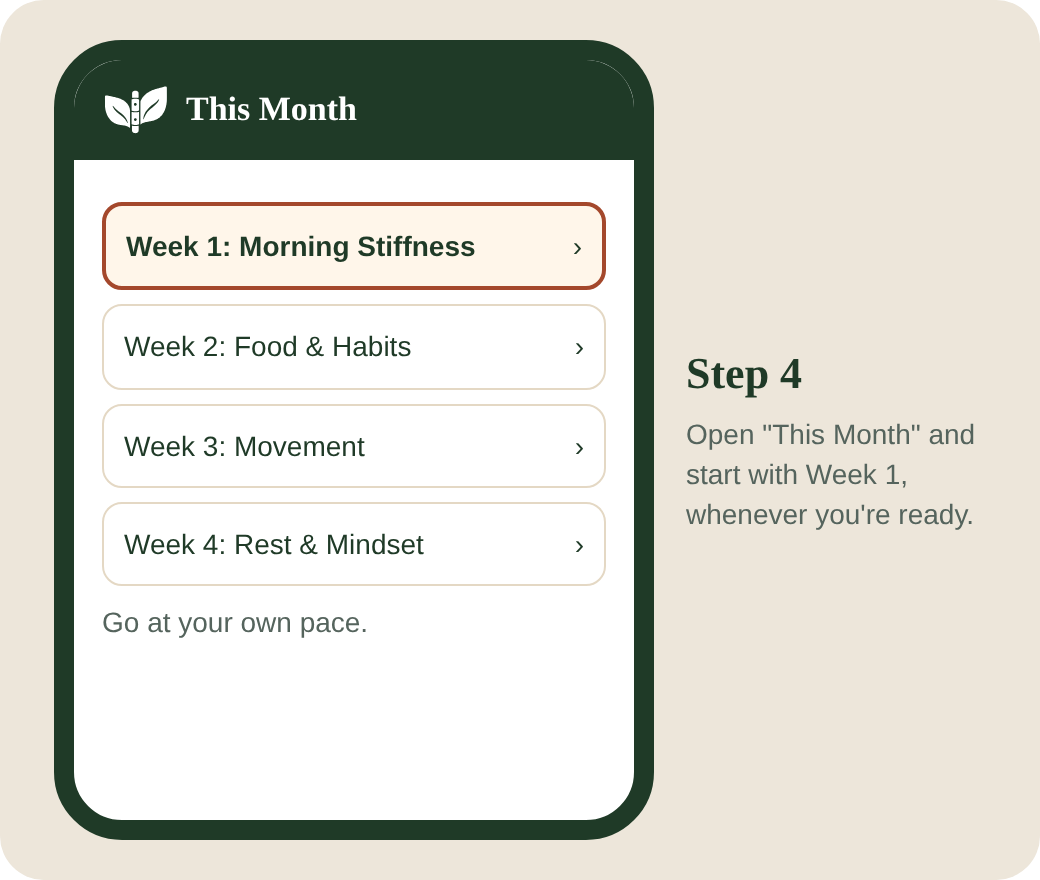 This Month
Week 1: Morning Stiffness ›
Week 2: Food & Habits ›
Week 3: Movement ›
Week 4: Rest & Mindset ›
Go at your own pace.
Step 4
Open "This Month" and
start with Week 1,
whenever you're ready.